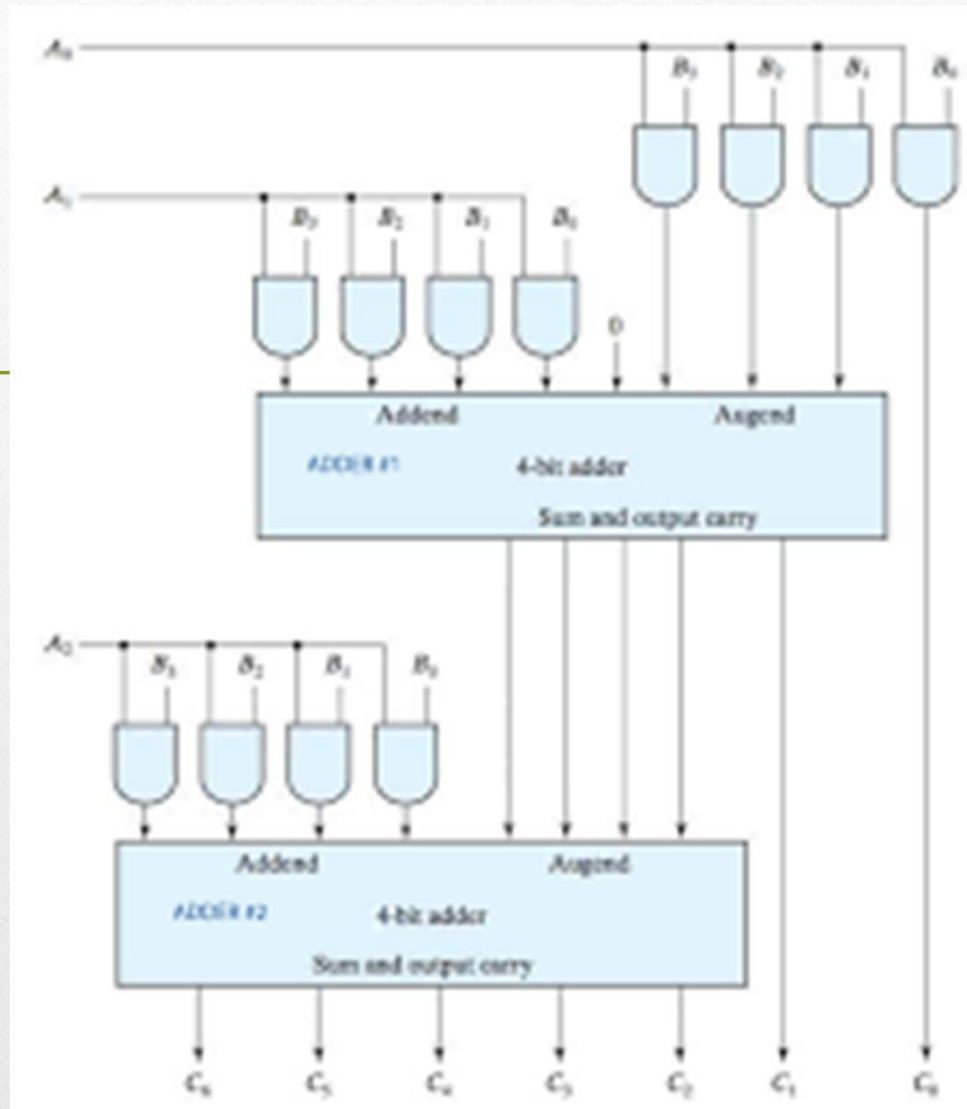 A₀
B₃ B₂ B₁ B₀
A₁
B₃ B₂ B₁ B₀
0
Addend Augend
ADDER #1 4-bit adder
Sum and output carry
A₂
B₃ B₂ B₁ B₀
Addend Augend
ADDER #2 4-bit adder
Sum and output carry
C₆ C₅ C₄ C₃ C₂ C₁ C₀